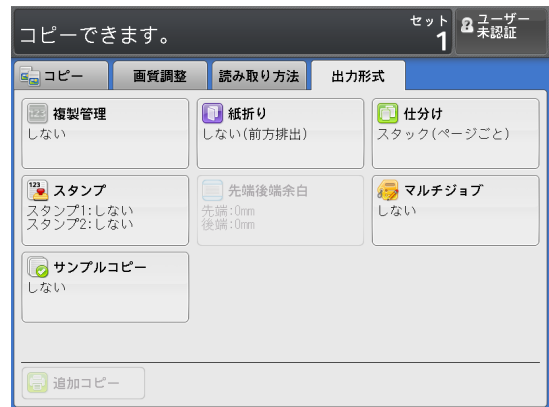 コピーできます。
セット
1
ユーザー
未認証
コピー
画質調整
読み取り方法
出力形式
複製管理
しない
紙折り
しない(前方排出)
仕分け
スタック(ページごと)
123
スタンプ
スタンプ1:しない
スタンプ2:しない
先端後端余白
先端:0mm
後端:0mm
マルチジョブ
しない
サンプルコピー
しない
追加コピー